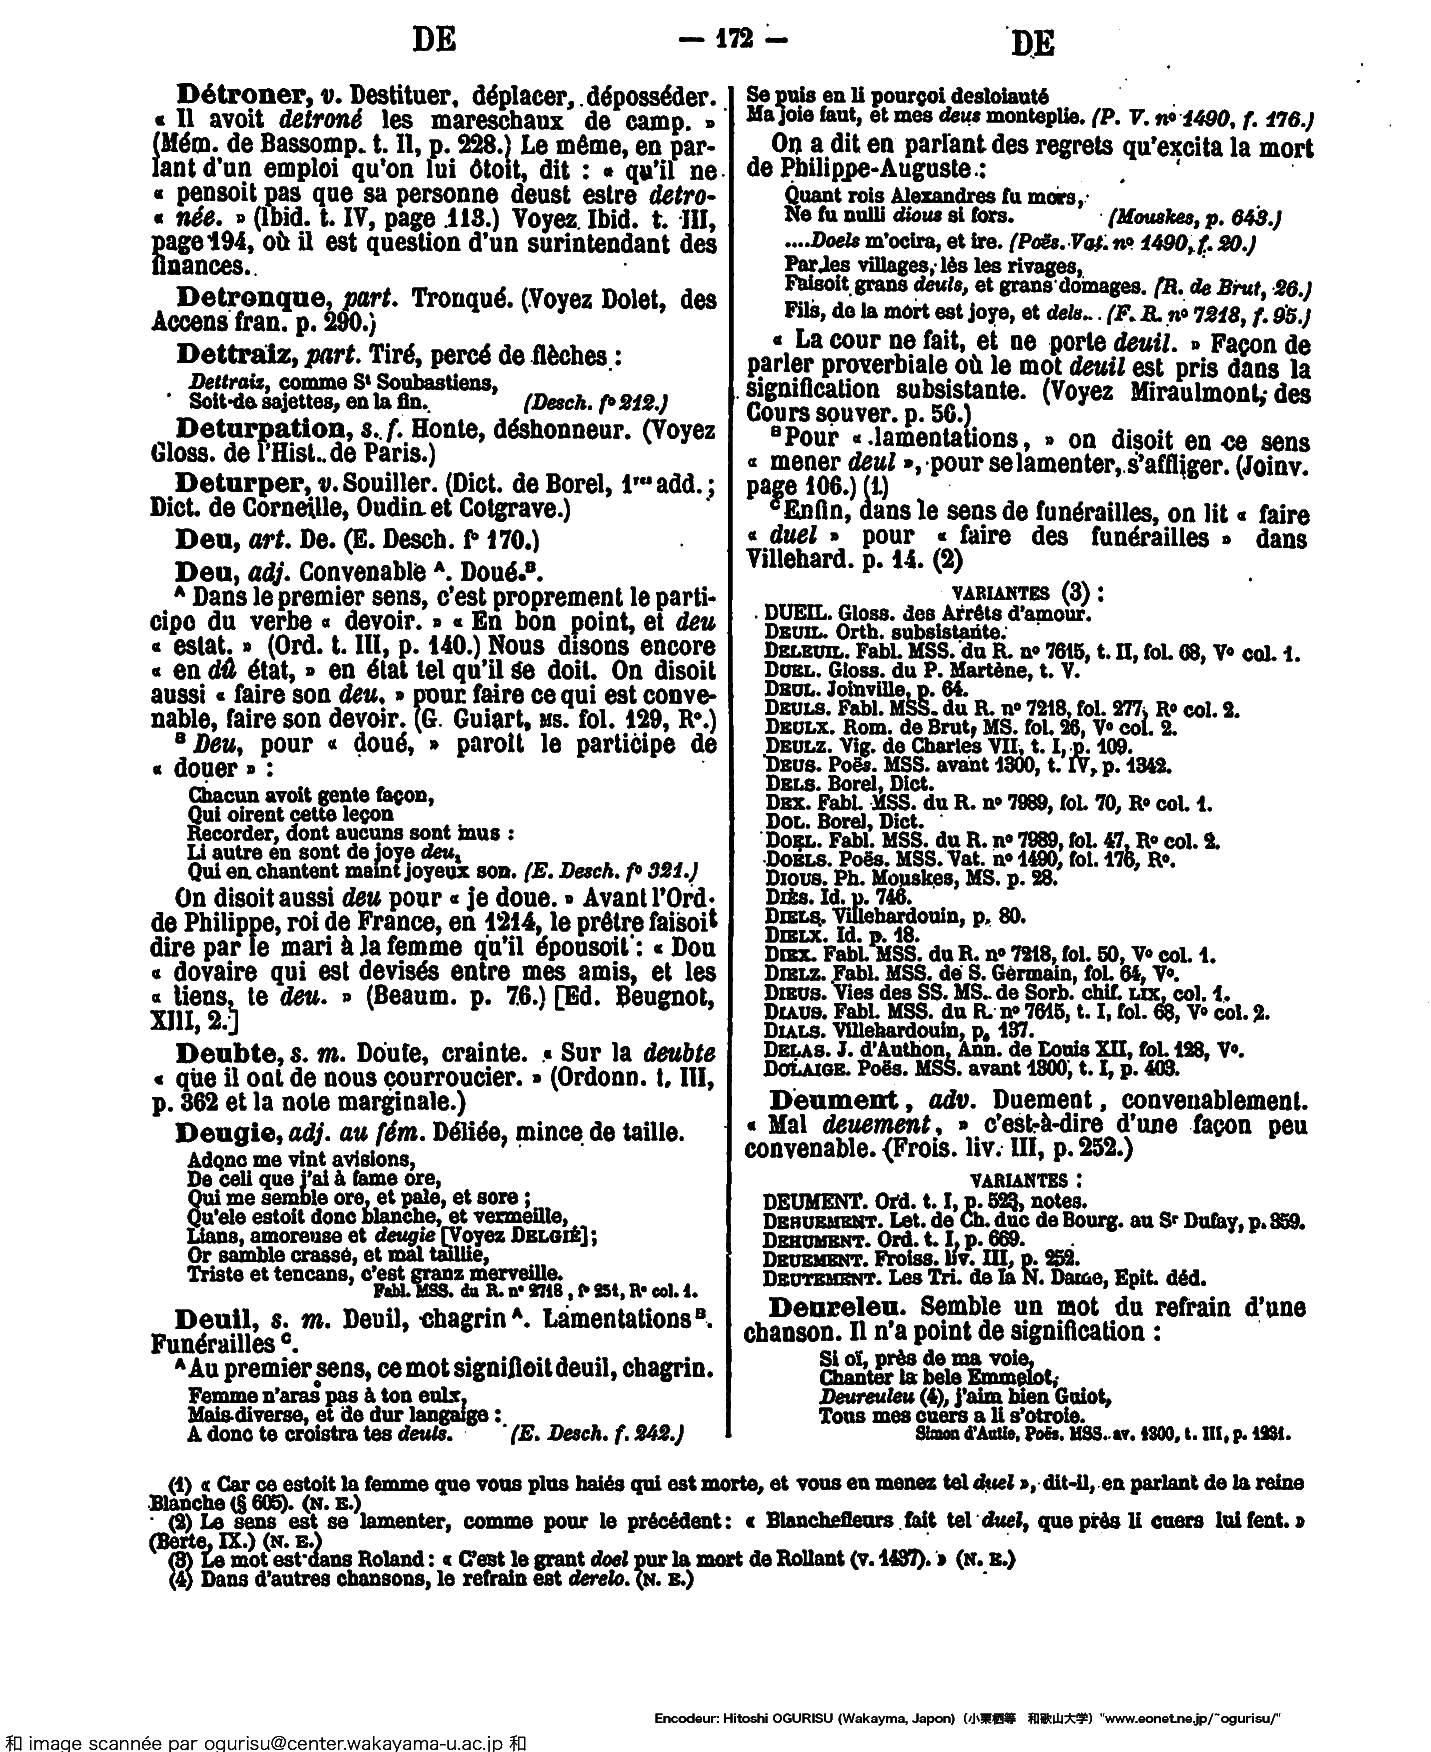 DE
— 172 —
DE
Détroner, v. Destituer, déplacer, déposséder.
« Il avoit detroné les mareschaux de camp. »
(Mém. de Bassomp. t. II, p. 228.) Le même, en par-
lant d'un emploi qu'on lui ôtoit, dit : « qu'il ne
« pensoit pas que sa personne deust estre detro-
« née. » (Ibid. t. IV, page 113.) Voyez Ibid. t. III,
page 194, où il est question d'un surintendant des
finances.
Detronque, part. Tronqué. (Voyez Dolet, des
Accens fran. p. 290.)
Dettraiz, part. Tiré, percé de flèches :
Dettraiz, comme St Soubastiens,
Soit de sajettes, en la fin. (Desch. fo 212.)
Deturpation, s. f. Honte, déshonneur. (Voyez
Gloss. de l'Hist. de Paris.)
Deturper, v. Souiller. (Dict. de Borel, 1res add. ;
Dict. de Corneille, Oudin et Cotgrave.)
Deu, art. De. (E. Desch. fo 170.)
Deu, adj. Convenable A. Doué B.
A Dans le premier sens, c'est proprement le parti-
cipe du verbe « devoir. » « En bon point, et deu
« estat. » (Ord. t. III, p. 140.) Nous disons encore
« en dû état, » en état tel qu'il se doit. On disoit
aussi « faire son deu, » pour faire ce qui est conve-
nable, faire son devoir. (G. Guiart, MS. fol. 129, Ro.)
B Deu, pour « doué, » paroît le participe de
« douer » :
Chacun avoit gente façon,
Qui oirent cette leçon
Recorder, dont aucuns sont mus :
Li autre en sont de joye deu,
Qui en chantent maint joyeux son. (E. Desch. fo 321.)
On disoit aussi deu pour « je doue. » Avant l'Ord.
de Philippe, roi de France, en 1214, le prêtre faisoit
dire par le mari à la femme qu'il épousoit : « Dou
« dovaire qui est devisés entre mes amis, et les
« tiens, te deu. » (Beaum. p. 76.) [Ed. Beugnot,
XIII, 2.]
Deubte, s. m. Doute, crainte. « Sur la deubte
« que il ont de nous courroucier. » (Ordonn. t. III,
p. 362 et la note marginale.)
Deugie, adj. au fém. Déliée, mince de taille.
Adonc me vint avisions,
De celi que j'ai à fame ore,
Qui me semble ore, et pale, et sore ;
Qu'ele estoit donc blanche, et vermeille,
Lians, amoreuse et deugie [Voyez DELGIÉ] ;
Or samble crassé, et mal taillie,
Triste et tencans, c'est granz merveille.
Fabl. MSS. du R. no 2718, fo 251, Ro col. 1.
Deuil, s. m. Deuil, chagrin A. Lamentations B.
Funérailles C.
A Au premier sens, ce mot signifioit deuil, chagrin.
Femme n'aras pas à ton eulx,
Mais diverse, et de dur langaige :
A donc te croistra tes deuls. (E. Desch. f. 242.)
Se puis en li pourçoi desloiauté
Ma joie faut, et mes deus monteplie. (P. V. no 1490, f. 176.)
On a dit en parlant des regrets qu'excita la mort
de Philippe-Auguste :
Quant rois Alexandres fu mors,
Ne fu nulli dious si fors. (Mouskes, p. 643.)
....Doels m'ocira, et ire. (Poës. Vat. no 1490, f. 20.)
Par les villages, lès les rivages,
Faisoit grans deuls, et grans domages. (R. de Brut, 26.)
Fils, de la mort est joye, et dels... (F. R. no 7218, f. 95.)
« La cour ne fait, et ne porte deuil. » Façon de
parler proverbiale où le mot deuil est pris dans la
signification subsistante. (Voyez Miraulmont, des
Cours souver. p. 56.)
B Pour « lamentations, » on disoit en ce sens
« mener deul », pour se lamenter, s'affliger. (Joinv.
page 106.) (1)
C Enfin, dans le sens de funérailles, on lit « faire
« duel » pour « faire des funérailles » dans
Villehard. p. 14. (2)
VARIANTES (3) :
DUEIL. Gloss. des Arrêts d'amour.
DEUIL. Orth. subsistante.
DELEUIL. Fabl. MSS. du R. no 7615, t. II, fol. 68, Vo col. 1.
DUEL. Gloss. du P. Martène, t. V.
DEUL. Joinville, p. 64.
DEULS. Fabl. MSS. du R. no 7218, fol. 277, Ro col. 2.
DEULX. Rom. de Brut, MS. fol. 26, Vo col. 2.
DEULZ. Vig. de Charles VII, t. I, p. 109.
DEUS. Poës. MSS. avant 1300, t. IV, p. 1342.
DELS. Borel, Dict.
DEX. Fabl. MSS. du R. no 7989, fol. 70, Ro col. 1.
DOL. Borel, Dict.
DOEL. Fabl. MSS. du R. no 7989, fol. 47, Ro col. 2.
DOELS. Poës. MSS. Vat. no 1490, fol. 176, Ro.
DIOUS. Ph. Mouskes, MS. p. 28.
DIÈS. Id. p. 746.
DIELS. Villehardouin, p. 80.
DIELX. Id. p. 18.
DIEX. Fabl. MSS. du R. no 7218, fol. 50, Vo col. 1.
DIELZ. Fabl. MSS. de S. Germain, fol. 64, Vo.
DIEUS. Vies des SS. MS. de Sorb. chif. LIX, col. 1.
DIAUS. Fabl. MSS. du R. no 7615, t. I, fol. 68, Vo col. 2.
DIALS. Villehardouin, p. 137.
DELAS. J. d'Authon, Ann. de Louis XII, fol. 128, Vo.
DOLAIGE. Poës. MSS. avant 1300, t. I, p. 403.
Deument, adv. Duement, convenablement.
« Mal deuement, » c'est-à-dire d'une façon peu
convenable. (Frois. liv. III, p. 252.)
VARIANTES :
DEUMENT. Ord. t. I, p. 523, notes.
DEHUEMENT. Let. de Ch. duc de Bourg. au Sr Dufay, p. 359.
DEHUMENT. Ord. t. I, p. 669.
DEUEMENT. Froiss. liv. III, p. 252.
DEUTEMENT. Les Tri. de la N. Dame, Epit. déd.
Deureleu. Semble un mot du refrain d'une
chanson. Il n'a point de signification :
Si oï, près de ma voie,
Chanter la bele Emmelot,
Deureuleu (4), j'aim bien Guiot,
Tous mes cuers a li s'otroie.
Simon d'Autie, Poës. MSS. av. 1300, t. III, p. 1231.
(1) « Car ce estoit la femme que vous plus haiés qui est morte, et vous en menez tel duel », dit-il, en parlant de la reine
Blanche (§ 605). (N. E.)
(2) Le sens est se lamenter, comme pour le précédent : « Blanchefleurs fait tel duel, que près li cuers lui fent. »
(Berte, IX.) (N. E.)
(3) Le mot est dans Roland : « C'est le grant doel pur la mort de Rollant (v. 1437). » (N. E.)
(4) Dans d'autres chansons, le refrain est derelo. (N. E.)
Encodeur: Hitoshi OGURISU (Wakayma, Japon) (小栗栖等 和歌山大学) "www.eonet.ne.jp/~ogurisu/"
和 image scannée par ogurisu@center.wakayama-u.ac.jp 和